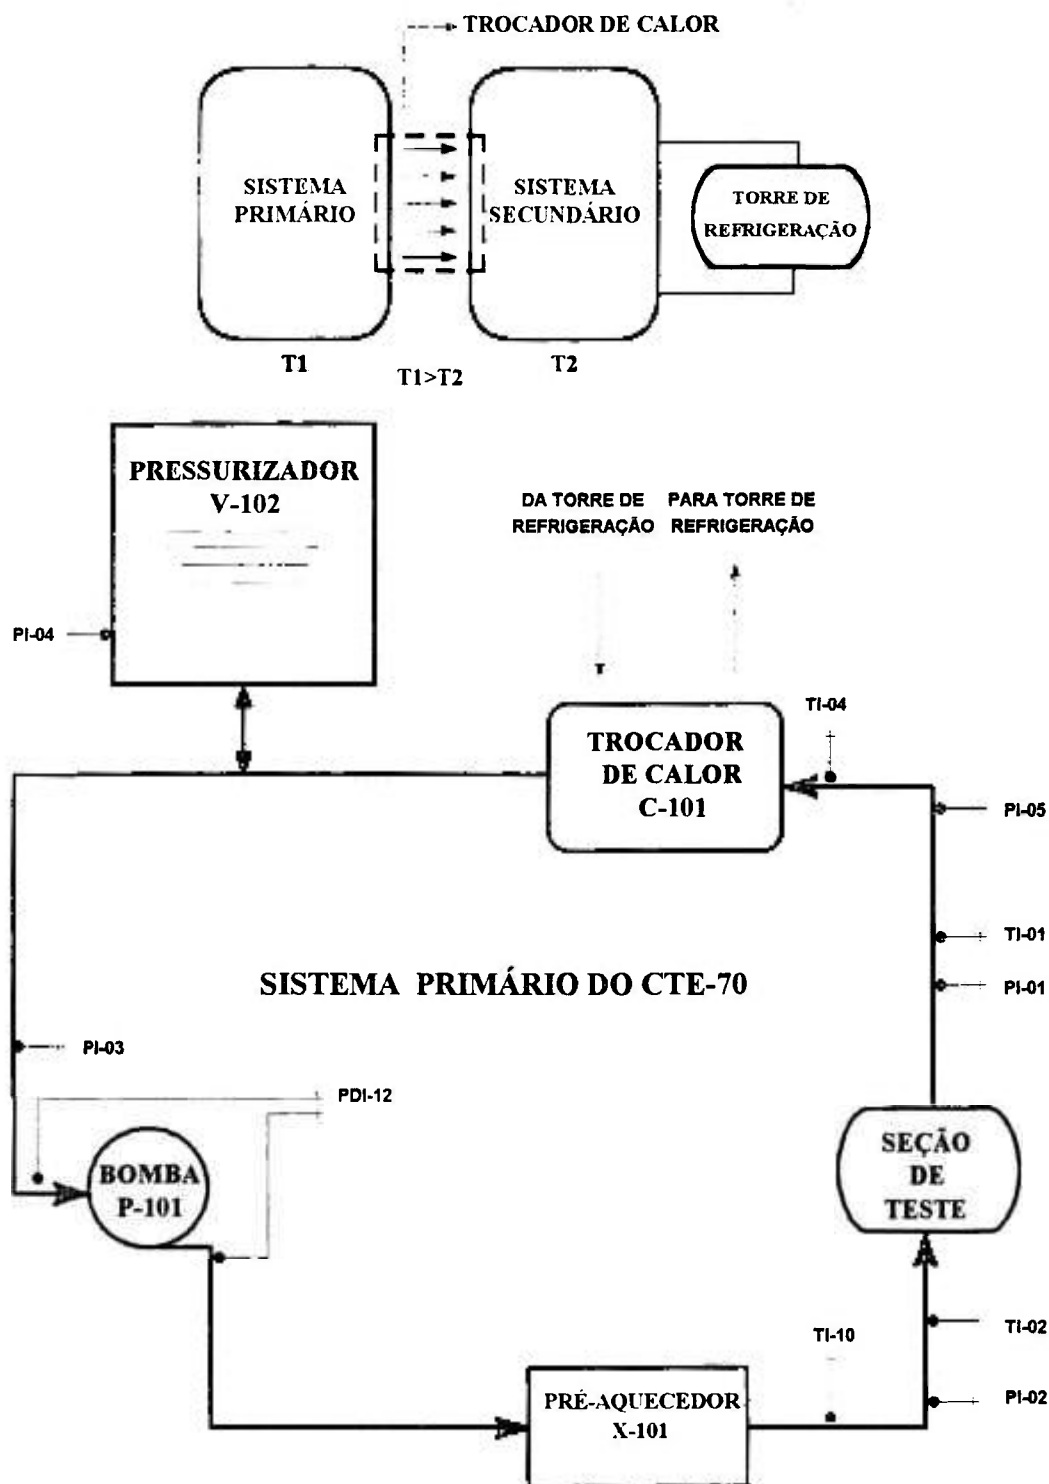 TROCADOR DE CALOR
SISTEMA
PRIMÁRIO
SISTEMA
SECUNDÁRIO
TORRE DE
REFRIGERAÇÃO
T1
T1>T2
T2
PRESSURIZADOR
V-102
DA TORRE DE
REFRIGERAÇÃO
PARA TORRE DE
REFRIGERAÇÃO
PI-04
TI-04
TROCADOR
DE CALOR
C-101
PI-05
TI-01
SISTEMA PRIMÁRIO DO CTE-70
PI-01
PI-03
PDI-12
BOMBA
P-101
SEÇÃO
DE
TESTE
TI-10
TI-02
PRÉ-AQUECEDOR
X-101
PI-02